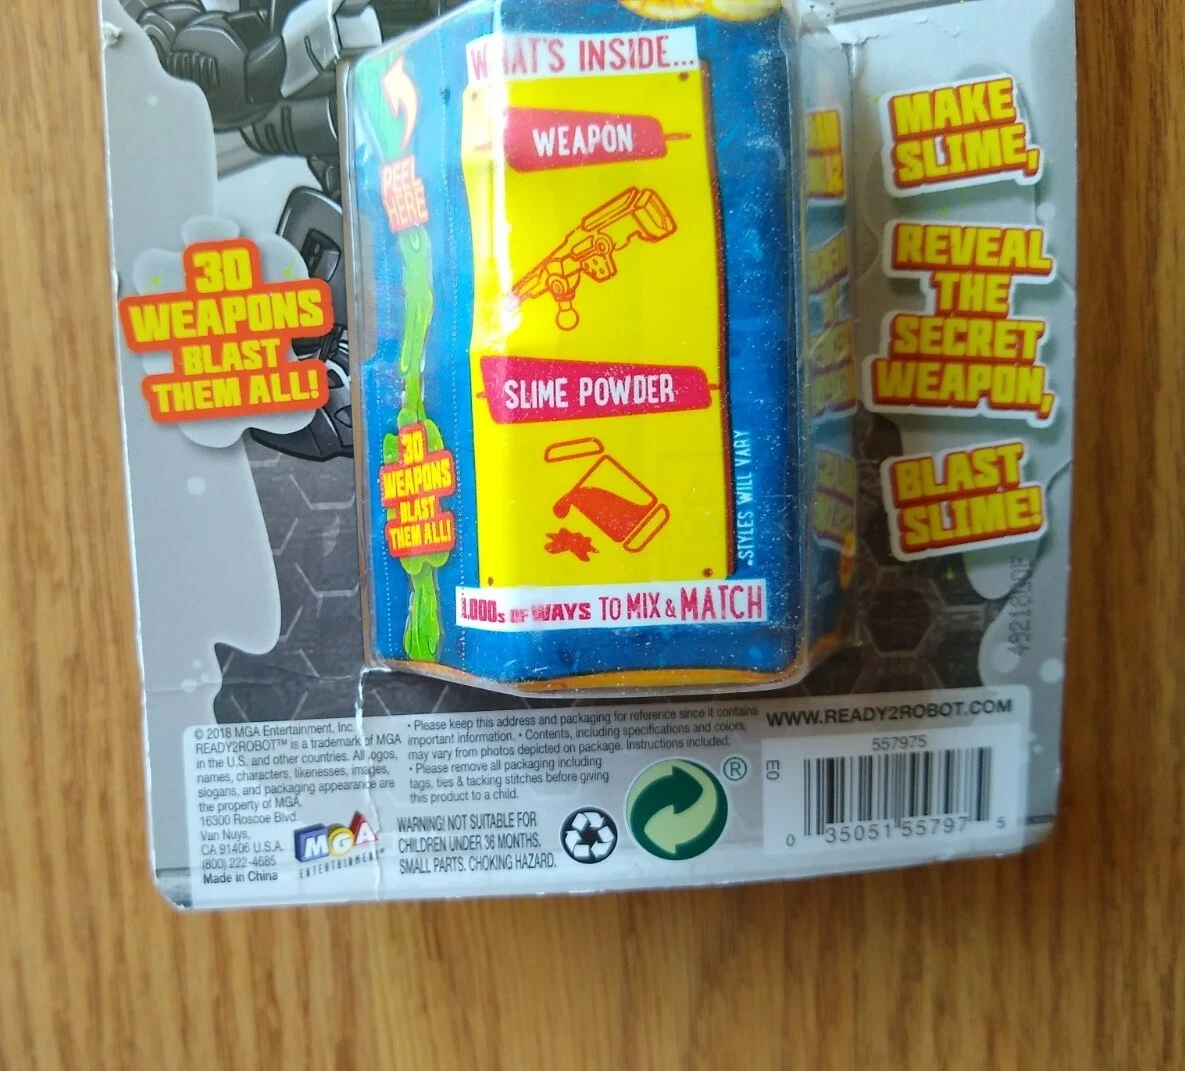 WHAT'S INSIDE...
WEAPON
PEEL
HERE
SLIME POWDER
30
WEAPONS
BLAST
THEM ALL!
•STYLES WILL VARY
1,000s OF WAYS TO MIX & MATCH
30
WEAPONS
BLAST
THEM ALL!
MAKE
SLIME,
REVEAL
THE
SECRET
WEAPON,
BLAST
SLIME!
© 2018 MGA Entertainment, Inc.
READY2ROBOT™ is a trademark of MGA
in the U.S. and other countries. All logos,
names, characters, likenesses, images,
slogans, and packaging appearance are
the property of MGA.
16300 Roscoe Blvd.
Van Nuys,
CA 91406 U.S.A.
(800) 222-4685
Made in China
MGA
ENTERTAINMENT™
• Please keep this address and packaging for reference since it contains
important information. • Contents, including specifications and colors,
may vary from photos depicted on package. Instructions included.
• Please remove all packaging including
tags, ties & tacking stitches before giving
this product to a child.
WARNING! NOT SUITABLE FOR
CHILDREN UNDER 36 MONTHS.
SMALL PARTS. CHOKING HAZARD.
®
WWW.READY2ROBOT.COM
557975
E0
0 35051 55797 5